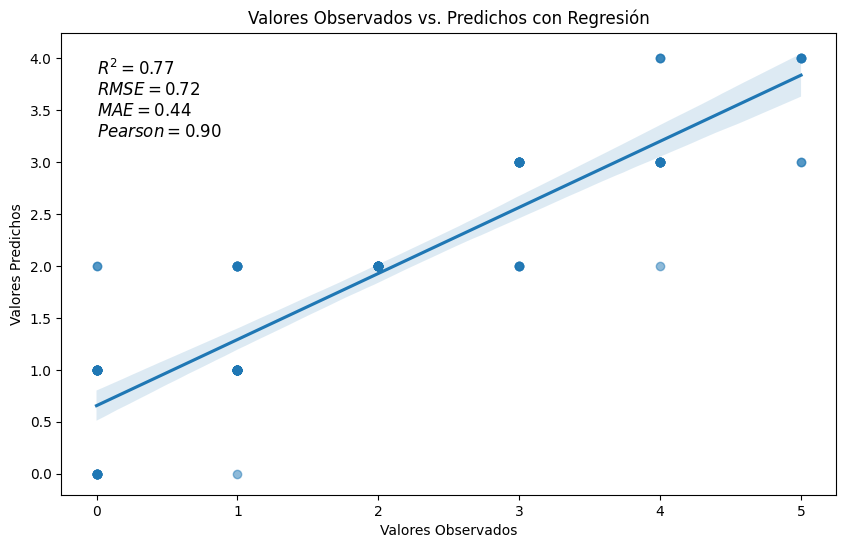 Valores Observados vs. Predichos con Regresión
R² = 0.77
RMSE = 0.72
MAE = 0.44
Pearson = 0.90
4.0
3.5
3.0
2.5
2.0
1.5
1.0
0.5
0.0
Valores Predichos
0 1 2 3 4 5
Valores Observados